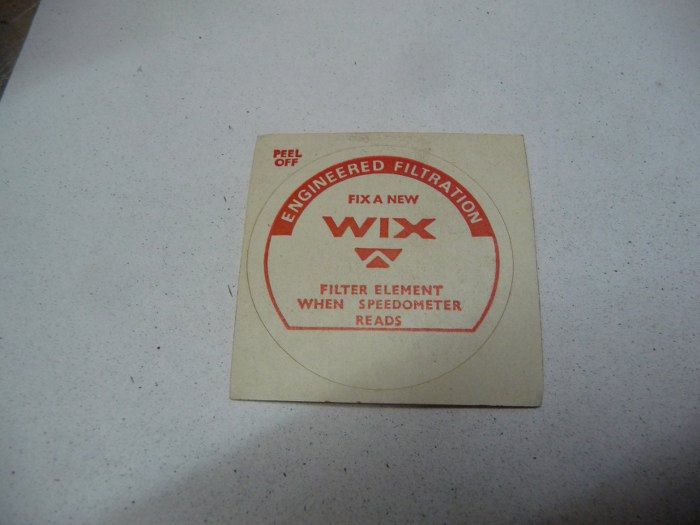 PEEL
OFF
ENGINEERED FILTRATION
FIX A NEW
WIX
FILTER ELEMENT
WHEN SPEEDOMETER
READS